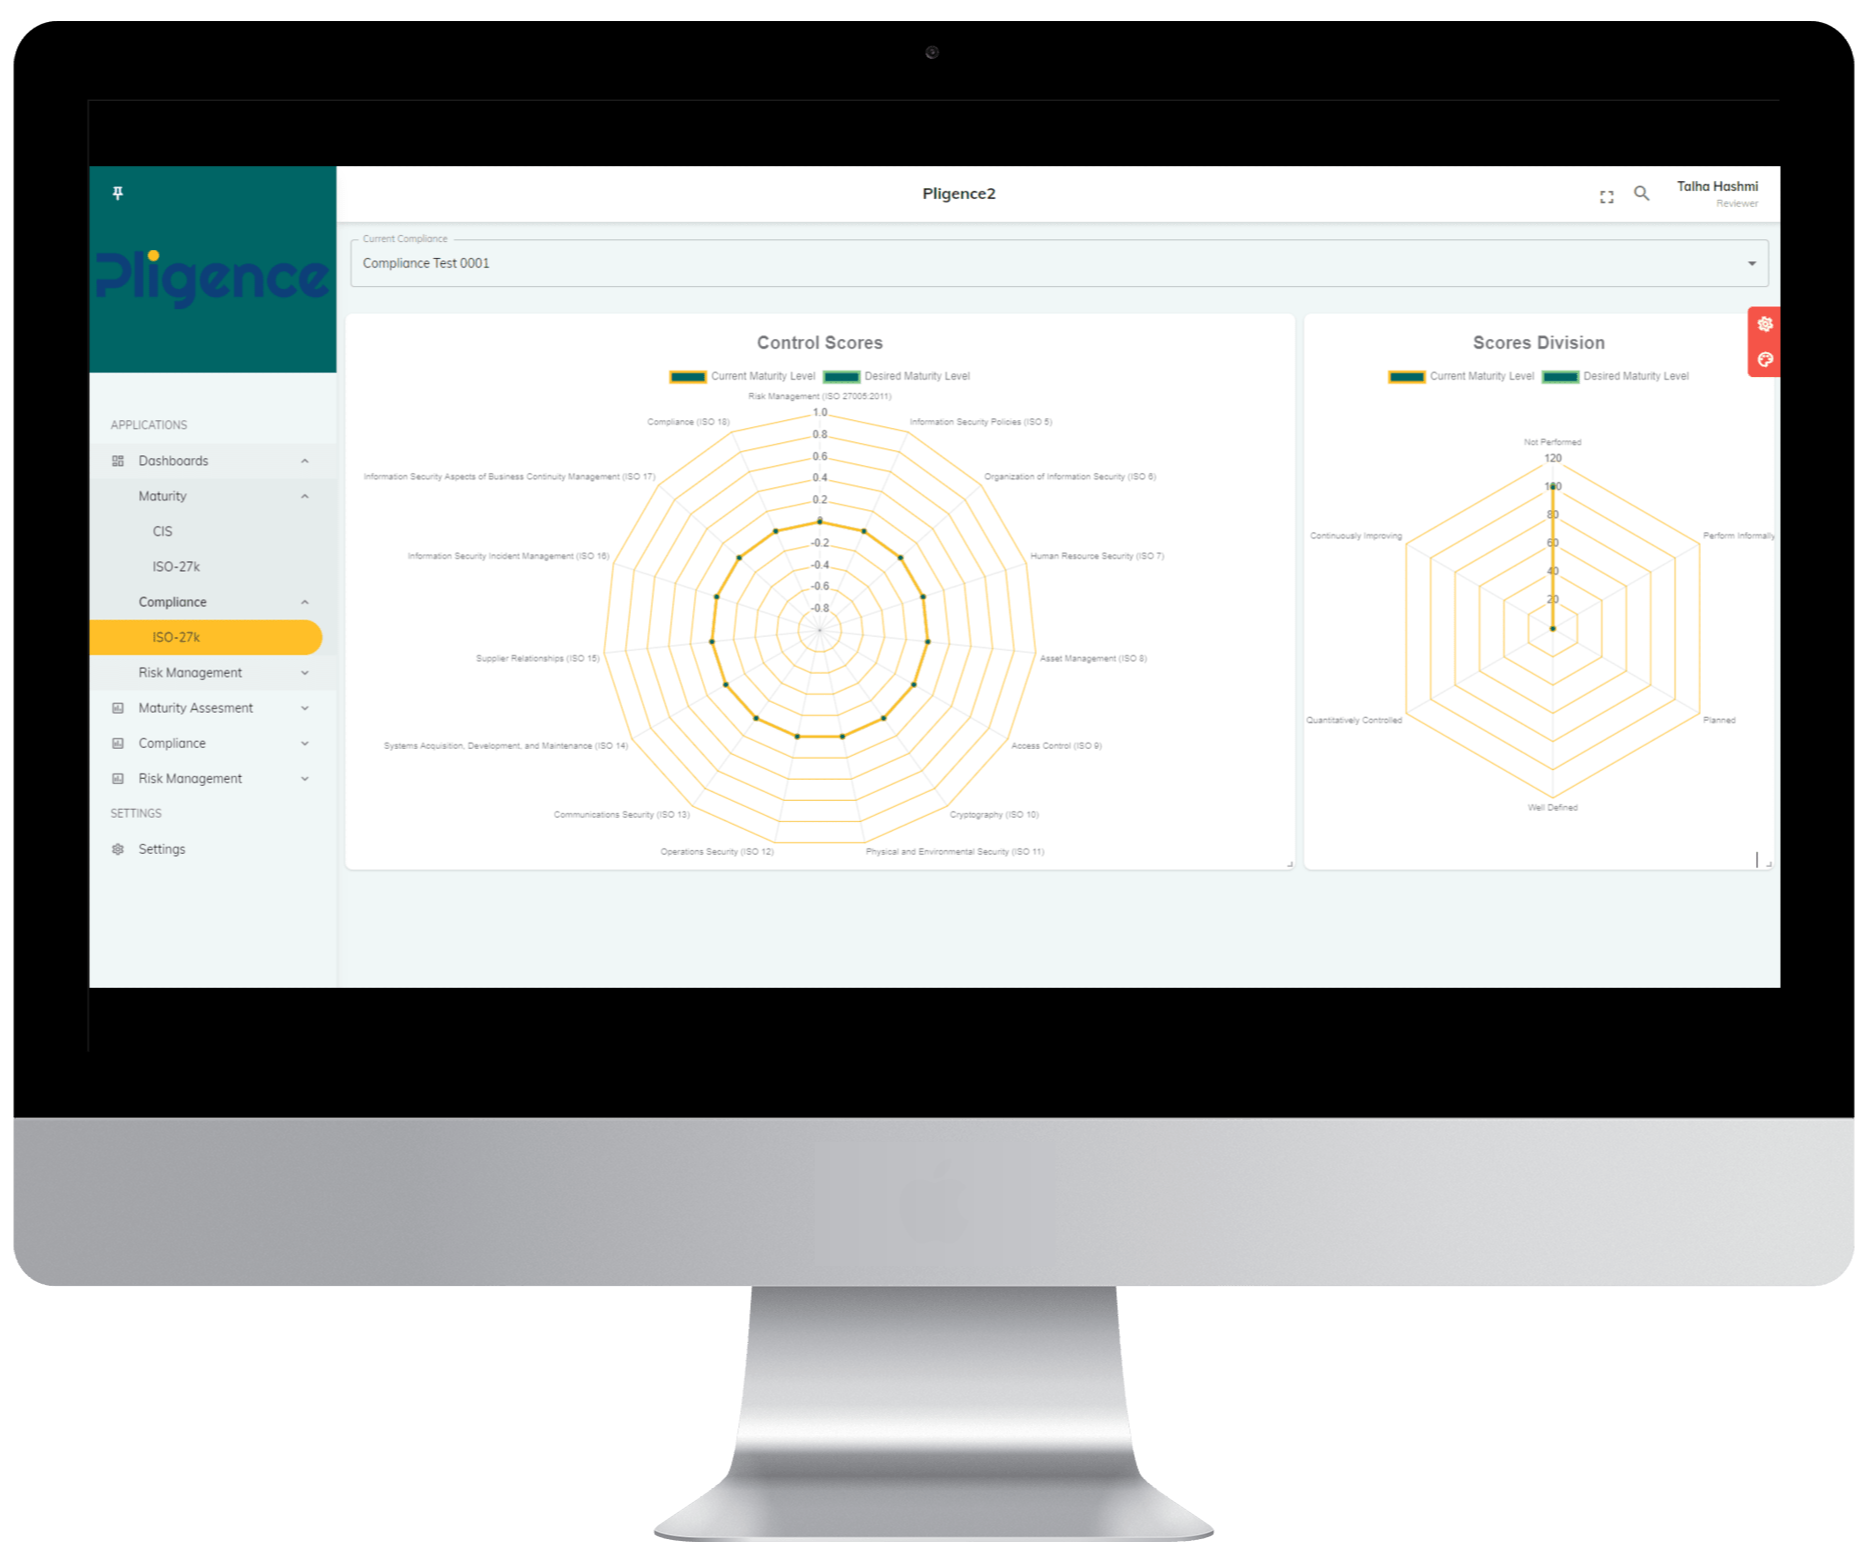 Pligence2
Talha Hashmi
Reviewer
Pligence
Current Compliance
Compliance Test 0001
APPLICATIONS
Dashboards
Maturity
CIS
ISO-27k
Compliance
ISO-27k
Risk Management
Maturity Assesment
Compliance
Risk Management
SETTINGS
Settings
Control Scores
Current Maturity Level Desired Maturity Level
Risk Management (ISO 27005:2011)
Compliance (ISO 18)
Information Security Policies (ISO 5)
Information Security Aspects of Business Continuity Management (ISO 17)
Organization of Information Security (ISO 6)
Information Security Incident Management (ISO 16)
Human Resource Security (ISO 7)
Supplier Relationships (ISO 15)
Asset Management (ISO 8)
Systems Acquisition, Development, and Maintenance (ISO 14)
Access Control (ISO 9)
Communications Security (ISO 13)
Cryptography (ISO 10)
Operations Security (ISO 12)
Physical and Environmental Security (ISO 11)
1.0
0.8
0.6
0.4
0.2
0
-0.2
-0.4
-0.6
-0.8
Scores Division
Current Maturity Level Desired Maturity Level
Not Performed
120
100
80
60
40
20
Continuously Improving
Perform Informally
Quantitatively Controlled
Planned
Well Defined